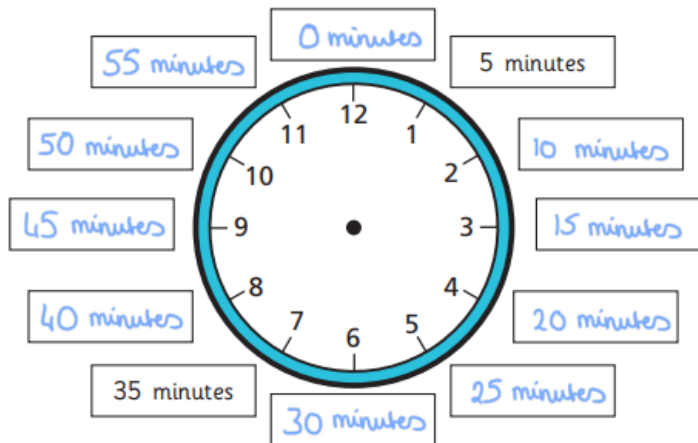 0 minutes
55 minutes
5 minutes
12
11
1
50 minutes
10 minutes
10
2
45 minutes
9
3
15 minutes
8
4
40 minutes
20 minutes
7
5
6
35 minutes
25 minutes
30 minutes